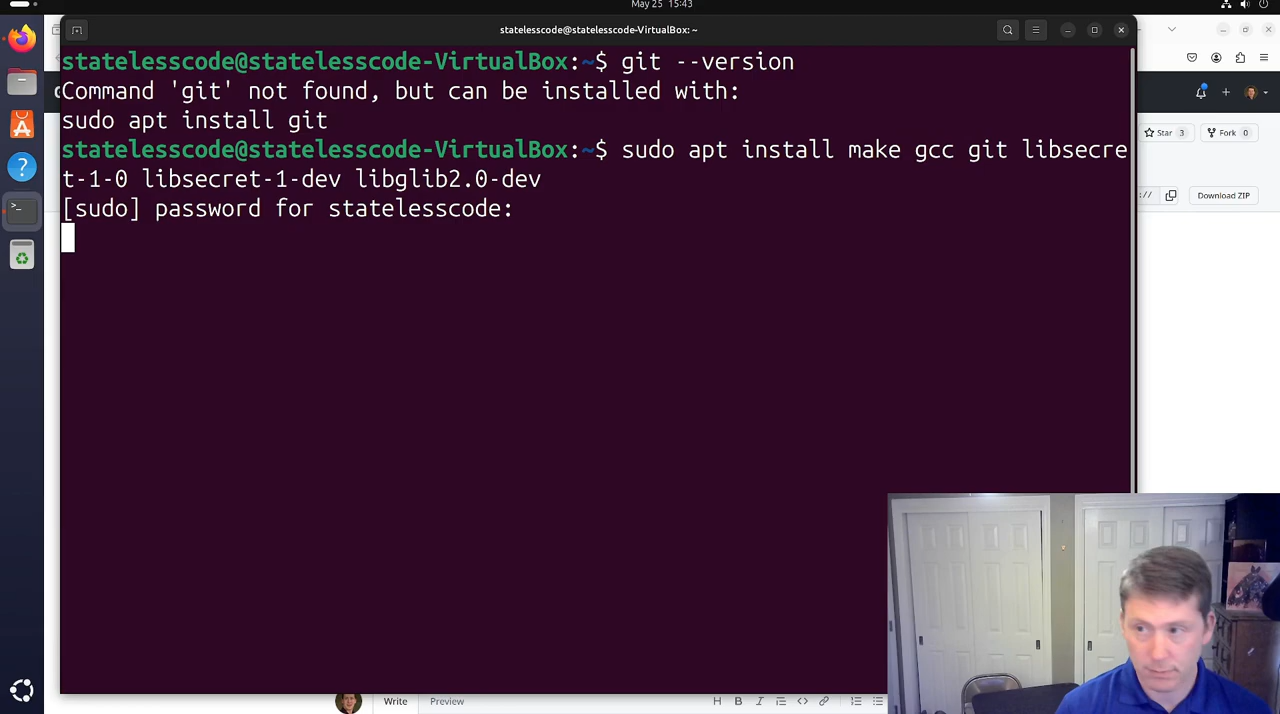 May 25 15:43
statelesscode@statelesscode-VirtualBox: ~
statelesscode@statelesscode-VirtualBox:~$ git --version
Command 'git' not found, but can be installed with:
sudo apt install git
statelesscode@statelesscode-VirtualBox:~$ sudo apt install make gcc git libsecre
t-1-0 libsecret-1-dev libglib2.0-dev
[sudo] password for statelesscode:
Star 3
Fork 0
://
Download ZIP
Write
Preview
H
B
I